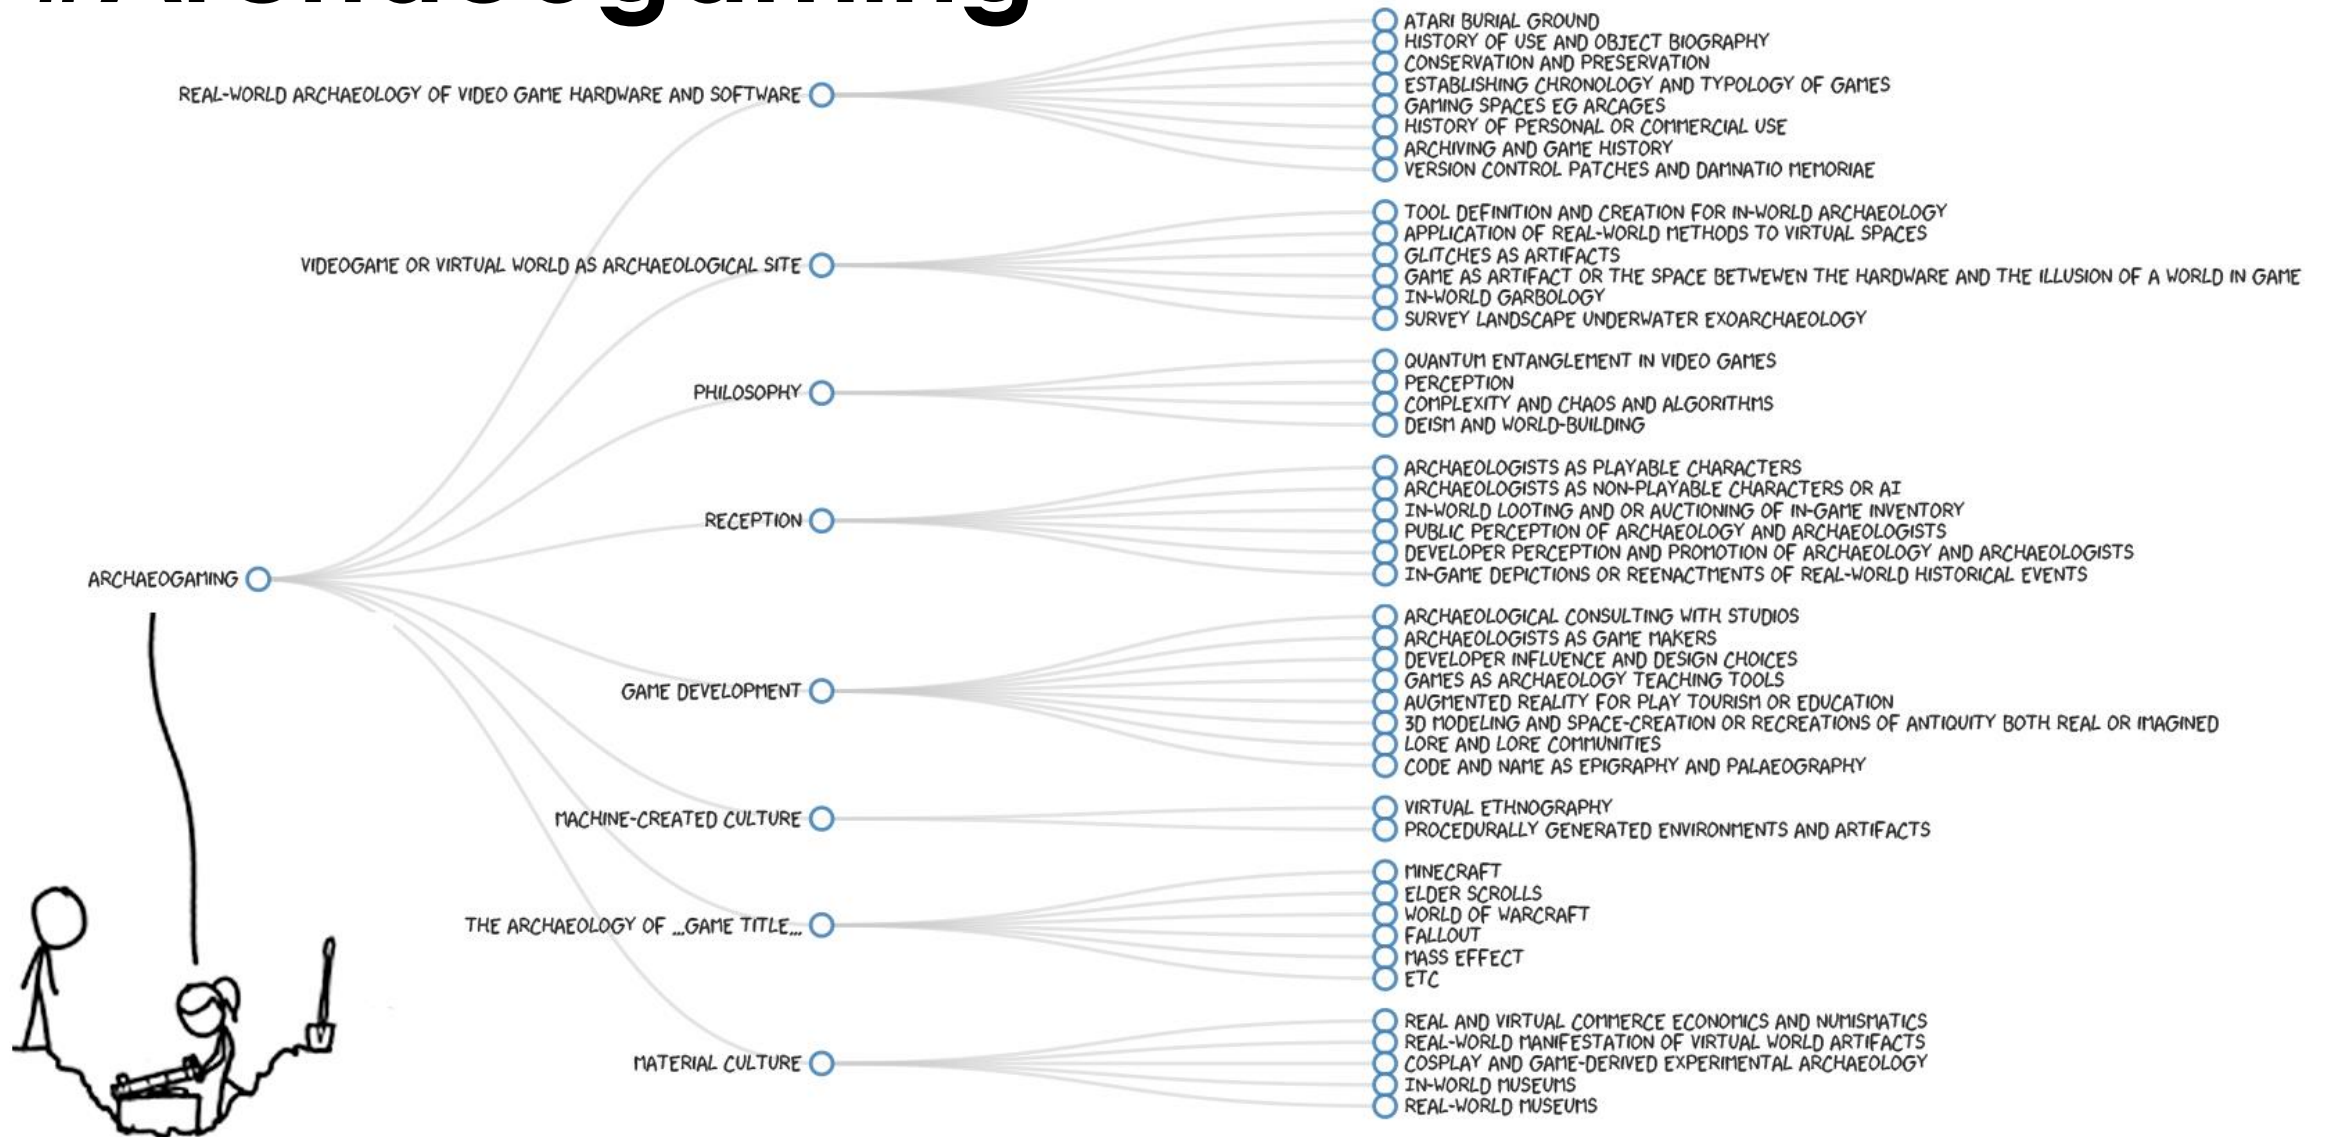 REAL-WORLD ARCHAEOLOGY OF VIDEO GAME HARDWARE AND SOFTWARE
ATARI BURIAL GROUND
HISTORY OF USE AND OBJECT BIOGRAPHY
CONSERVATION AND PRESERVATION
ESTABLISHING CHRONOLOGY AND TYPOLOGY OF GAMES
GAMING SPACES EG ARCAGES
HISTORY OF PERSONAL OR COMMERCIAL USE
ARCHIVING AND GAME HISTORY
VERSION CONTROL PATCHES AND DAMNATIO MEMORIAE
VIDEOGAME OR VIRTUAL WORLD AS ARCHAEOLOGICAL SITE
TOOL DEFINITION AND CREATION FOR IN-WORLD ARCHAEOLOGY
APPLICATION OF REAL-WORLD METHODS TO VIRTUAL SPACES
GLITCHES AS ARTIFACTS
GAME AS ARTIFACT OR THE SPACE BETWEWEN THE HARDWARE AND THE ILLUSION OF A WORLD IN GAME
IN-WORLD GARBOLOGY
SURVEY LANDSCAPE UNDERWATER EXOARCHAEOLOGY
PHILOSOPHY
QUANTUM ENTANGLEMENT IN VIDEO GAMES
PERCEPTION
COMPLEXITY AND CHAOS AND ALGORITHMS
DEISM AND WORLD-BUILDING
RECEPTION
ARCHAEOLOGISTS AS PLAYABLE CHARACTERS
ARCHAEOLOGISTS AS NON-PLAYABLE CHARACTERS OR AI
IN-WORLD LOOTING AND OR AUCTIONING OF IN-GAME INVENTORY
PUBLIC PERCEPTION OF ARCHAEOLOGY AND ARCHAEOLOGISTS
DEVELOPER PERCEPTION AND PROMOTION OF ARCHAEOLOGY AND ARCHAEOLOGISTS
IN-GAME DEPICTIONS OR REENACTMENTS OF REAL-WORLD HISTORICAL EVENTS
ARCHAEOGAMING
GAME DEVELOPMENT
ARCHAEOLOGICAL CONSULTING WITH STUDIOS
ARCHAEOLOGISTS AS GAME MAKERS
DEVELOPER INFLUENCE AND DESIGN CHOICES
GAMES AS ARCHAEOLOGY TEACHING TOOLS
AUGMENTED REALITY FOR PLAY TOURISM OR EDUCATION
3D MODELING AND SPACE-CREATION OR RECREATIONS OF ANTIQUITY BOTH REAL OR IMAGINED
LORE AND LORE COMMUNITIES
CODE AND NAME AS EPIGRAPHY AND PALAEOGRAPHY
MACHINE-CREATED CULTURE
VIRTUAL ETHNOGRAPHY
PROCEDURALLY GENERATED ENVIRONMENTS AND ARTIFACTS
THE ARCHAEOLOGY OF ...GAME TITLE...
MINECRAFT
ELDER SCROLLS
WORLD OF WARCRAFT
FALLOUT
MASS EFFECT
ETC
MATERIAL CULTURE
REAL AND VIRTUAL COMMERCE ECONOMICS AND NUMISMATICS
REAL-WORLD MANIFESTATION OF VIRTUAL WORLD ARTIFACTS
COSPLAY AND GAME-DERIVED EXPERIMENTAL ARCHAEOLOGY
IN-WORLD MUSEUMS
REAL-WORLD MUSEUMS